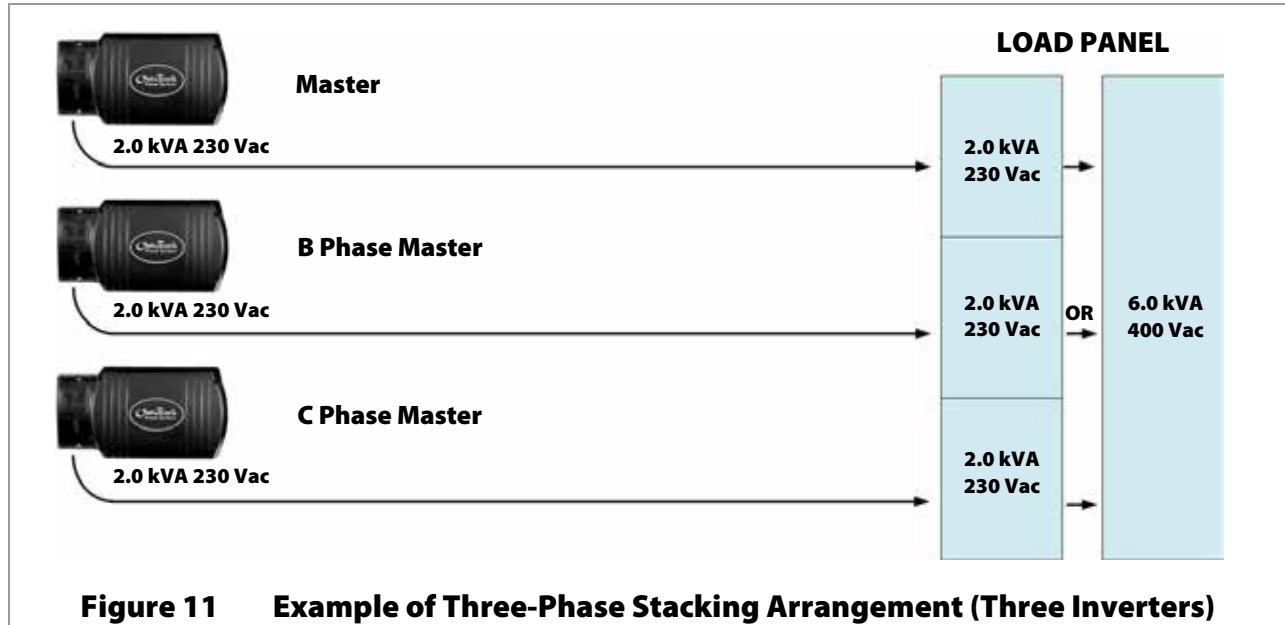 LOAD PANEL
Master
2.0 kVA 230 Vac
2.0 kVA
230 Vac
B Phase Master
2.0 kVA 230 Vac
2.0 kVA
230 Vac
OR
6.0 kVA
400 Vac
C Phase Master
2.0 kVA 230 Vac
2.0 kVA
230 Vac
Figure 11 Example of Three-Phase Stacking Arrangement (Three Inverters)